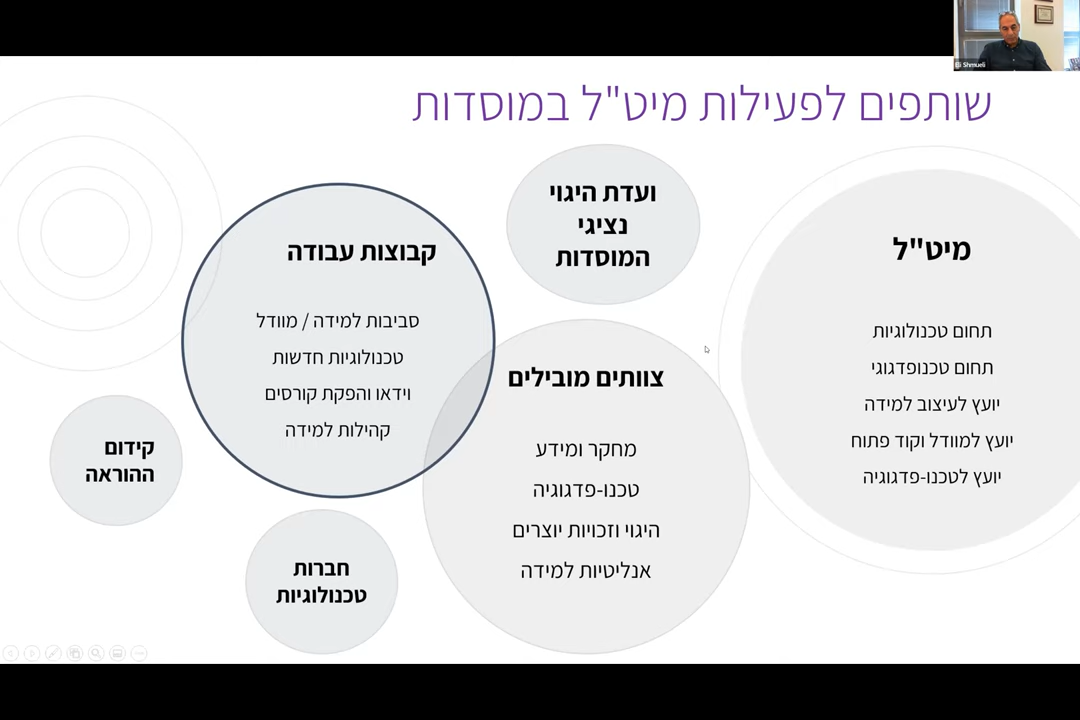 Eli Shmueli
שותפים לפעילות מיט"ל במוסדות
מיט"ל
תחום טכנולוגיות
תחום טכנופדגוגי
יועץ לעיצוב למידה
יועץ למוודל וקוד פתוח
יועץ לטכנו-פדגוגיה
ועדת היגוי
נציגי
המוסדות
צוותים מובילים
מחקר ומידע
טכנו-פדגוגיה
היגוי וזכויות יוצרים
אנליטיות למידה
קבוצות עבודה
סביבות למידה / מוודל
טכנולוגיות חדשות
וידאו והפקת קורסים
קהילות למידה
חברות
טכנולוגיות
קידום
ההוראה